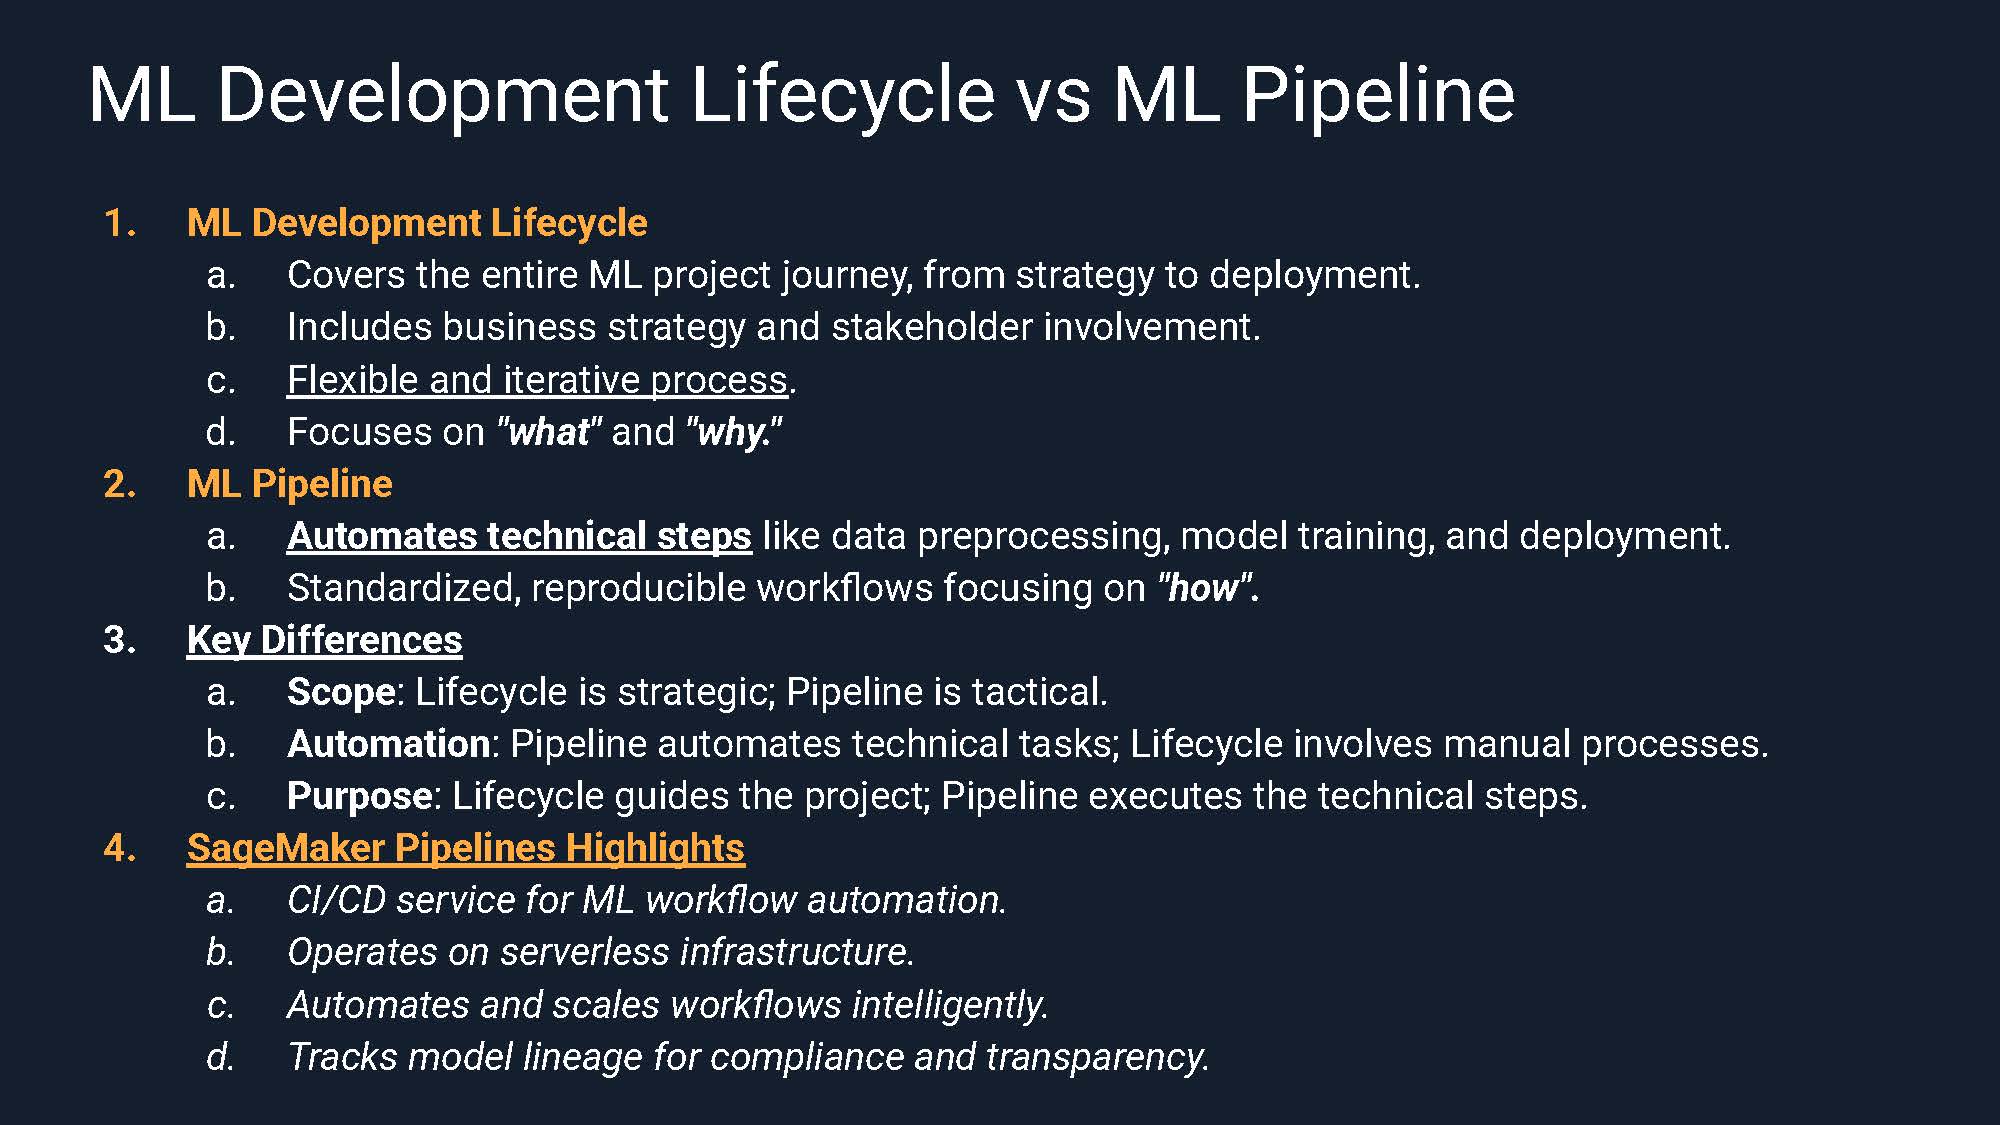 ML Development Lifecycle vs ML Pipeline
1. ML Development Lifecycle
a. Covers the entire ML project journey, from strategy to deployment.
b. Includes business strategy and stakeholder involvement.
c. Flexible and iterative process.
d. Focuses on "what" and "why."
2. ML Pipeline
a. Automates technical steps like data preprocessing, model training, and deployment.
b. Standardized, reproducible workflows focusing on "how".
3. Key Differences
a. Scope: Lifecycle is strategic; Pipeline is tactical.
b. Automation: Pipeline automates technical tasks; Lifecycle involves manual processes.
c. Purpose: Lifecycle guides the project; Pipeline executes the technical steps.
4. SageMaker Pipelines Highlights
a. CI/CD service for ML workflow automation.
b. Operates on serverless infrastructure.
c. Automates and scales workflows intelligently.
d. Tracks model lineage for compliance and transparency.